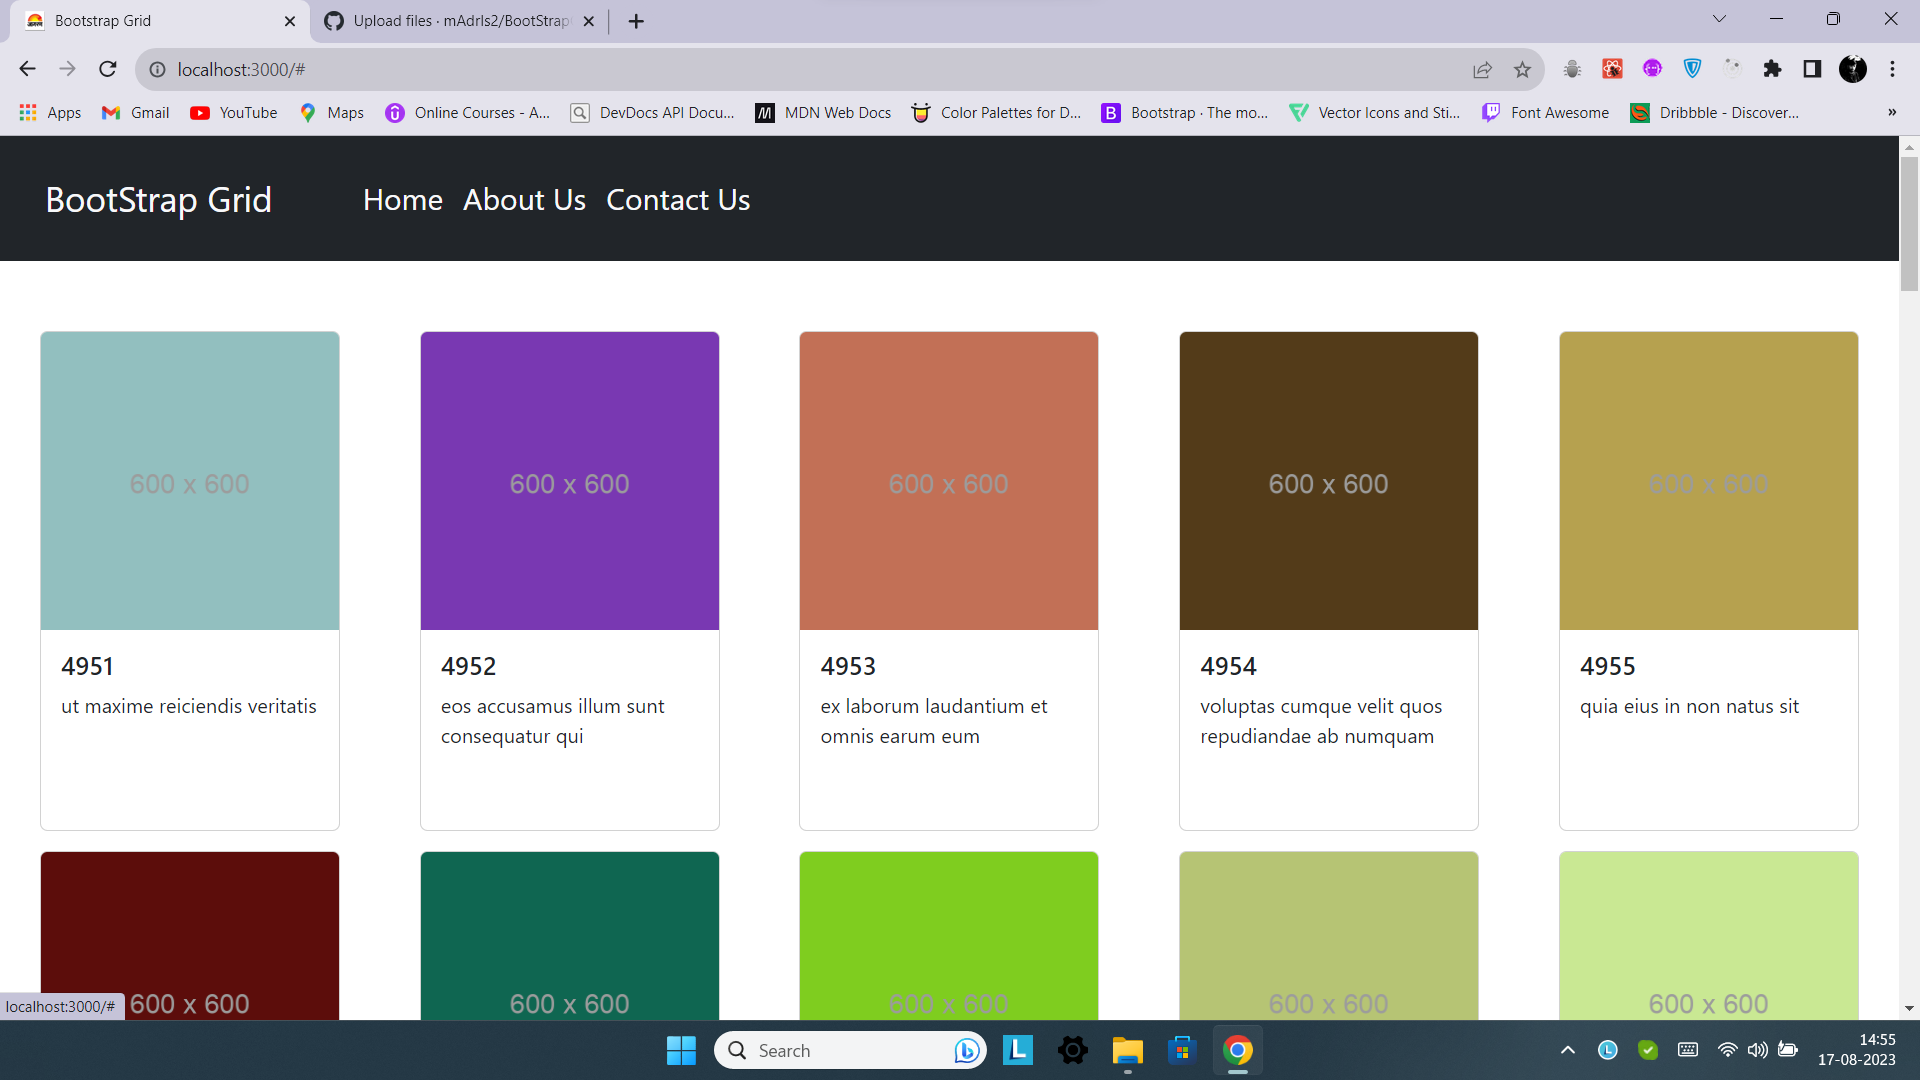 Bootstrap Grid
Upload files · mAdrIs2/BootStrap
localhost:3000/#
Apps Gmail YouTube Maps Online Courses - A... DevDocs API Docu... MDN Web Docs Color Palettes for D... Bootstrap · The mo... Vector Icons and Sti... Font Awesome Dribbble - Discover... »
BootStrap Grid Home About Us Contact Us
600 x 600 600 x 600 600 x 600 600 x 600 600 x 600
4951
ut maxime reiciendis veritatis
4952
eos accusamus illum sunt
consequatur qui
4953
ex laborum laudantium et
omnis earum eum
4954
voluptas cumque velit quos
repudiandae ab numquam
4955
quia eius in non natus sit
600 x 600 600 x 600 600 x 600 600 x 600 600 x 600
localhost:3000/#
Search
14:55
17-08-2023